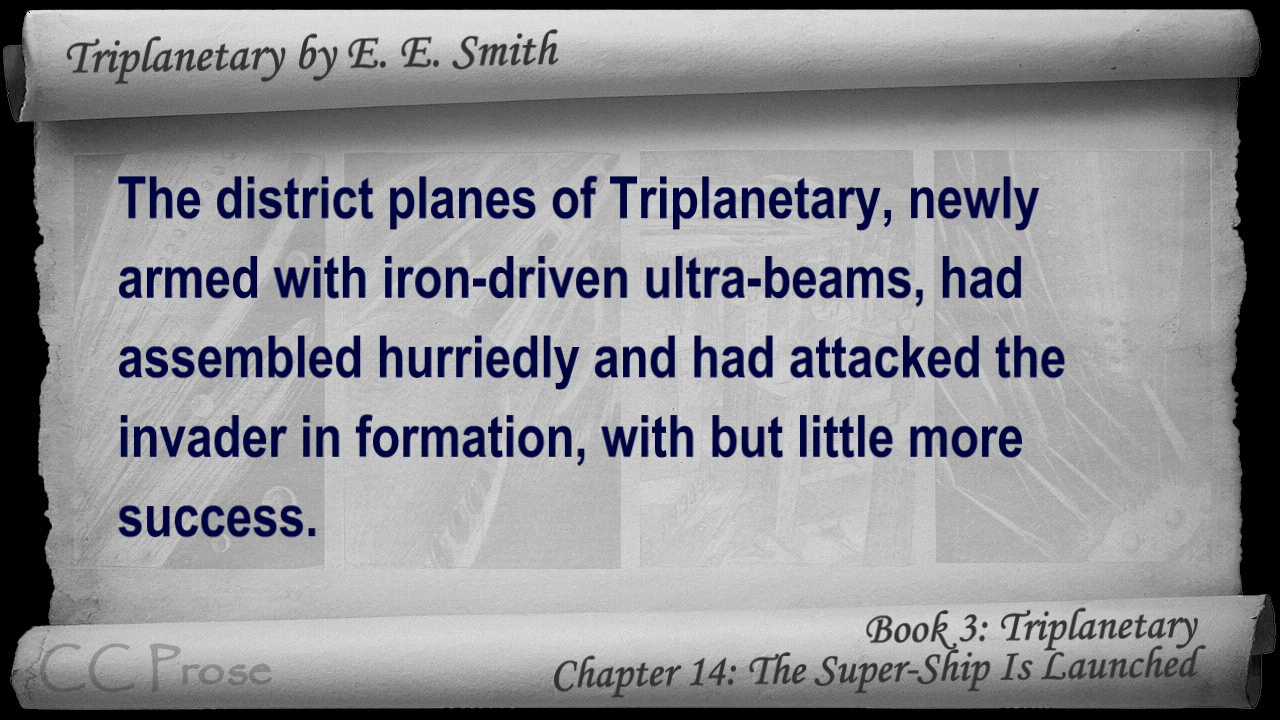 Triplanetary by E. E. Smith
The district planes of Triplanetary, newly
armed with iron-driven ultra-beams, had
assembled hurriedly and had attacked the
invader in formation, with but little more
success.
Book 3: Triplanetary
Chapter 14: The Super-Ship Is Launched
CC Prose